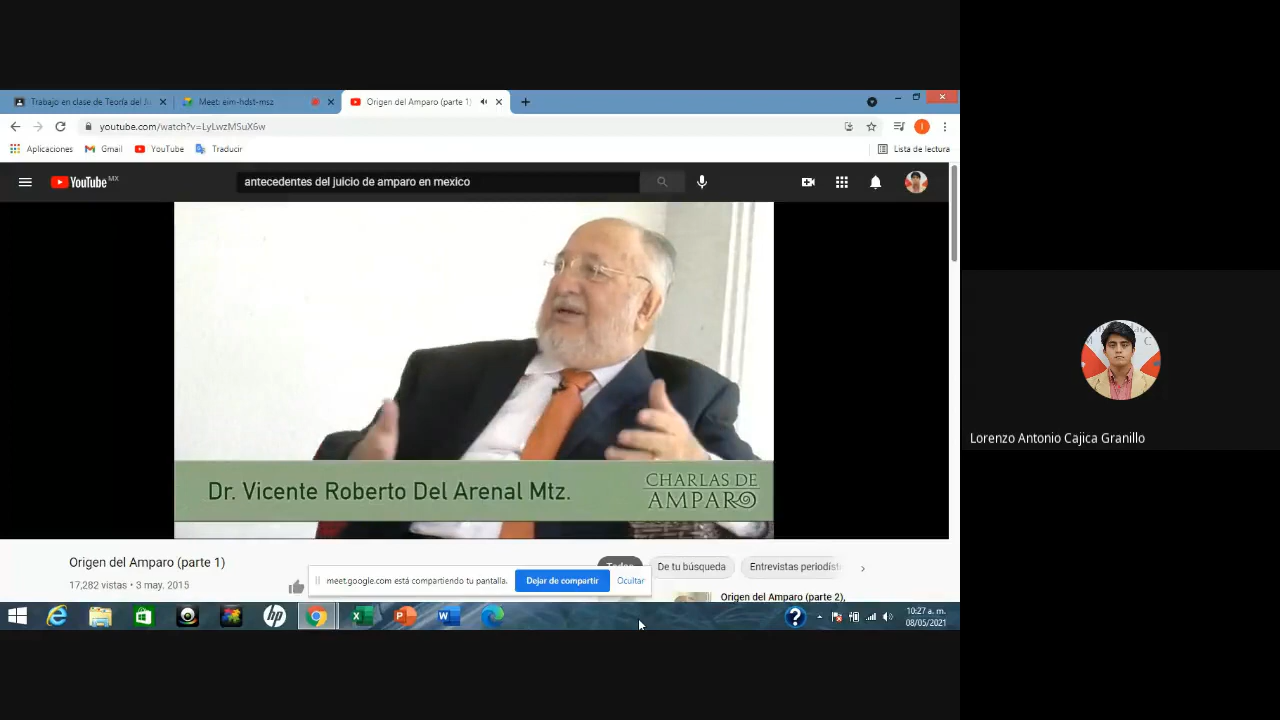 Trabajo en clase de Teoría del Ju
Meet: eim-hdst-msz
Origen del Amparo (parte 1)
youtube.com/watch?v=LyLwzMSuX6w
Aplicaciones
Gmail
YouTube
Traducir
Lista de lectura
YouTube MX
antecedentes del juicio de amparo en mexico
Dr. Vicente Roberto Del Arenal Mtz.
CHARLAS DE
AMPARO
Lorenzo Antonio Cajica Granillo
Origen del Amparo (parte 1)
17,282 vistas • 3 may. 2015
De tu búsqueda
Entrevistas periodísti
meet.google.com está compartiendo tu pantalla.
Dejar de compartir
Ocultar
Origen del Amparo (parte 2),
10:27 a. m.
08/05/2021